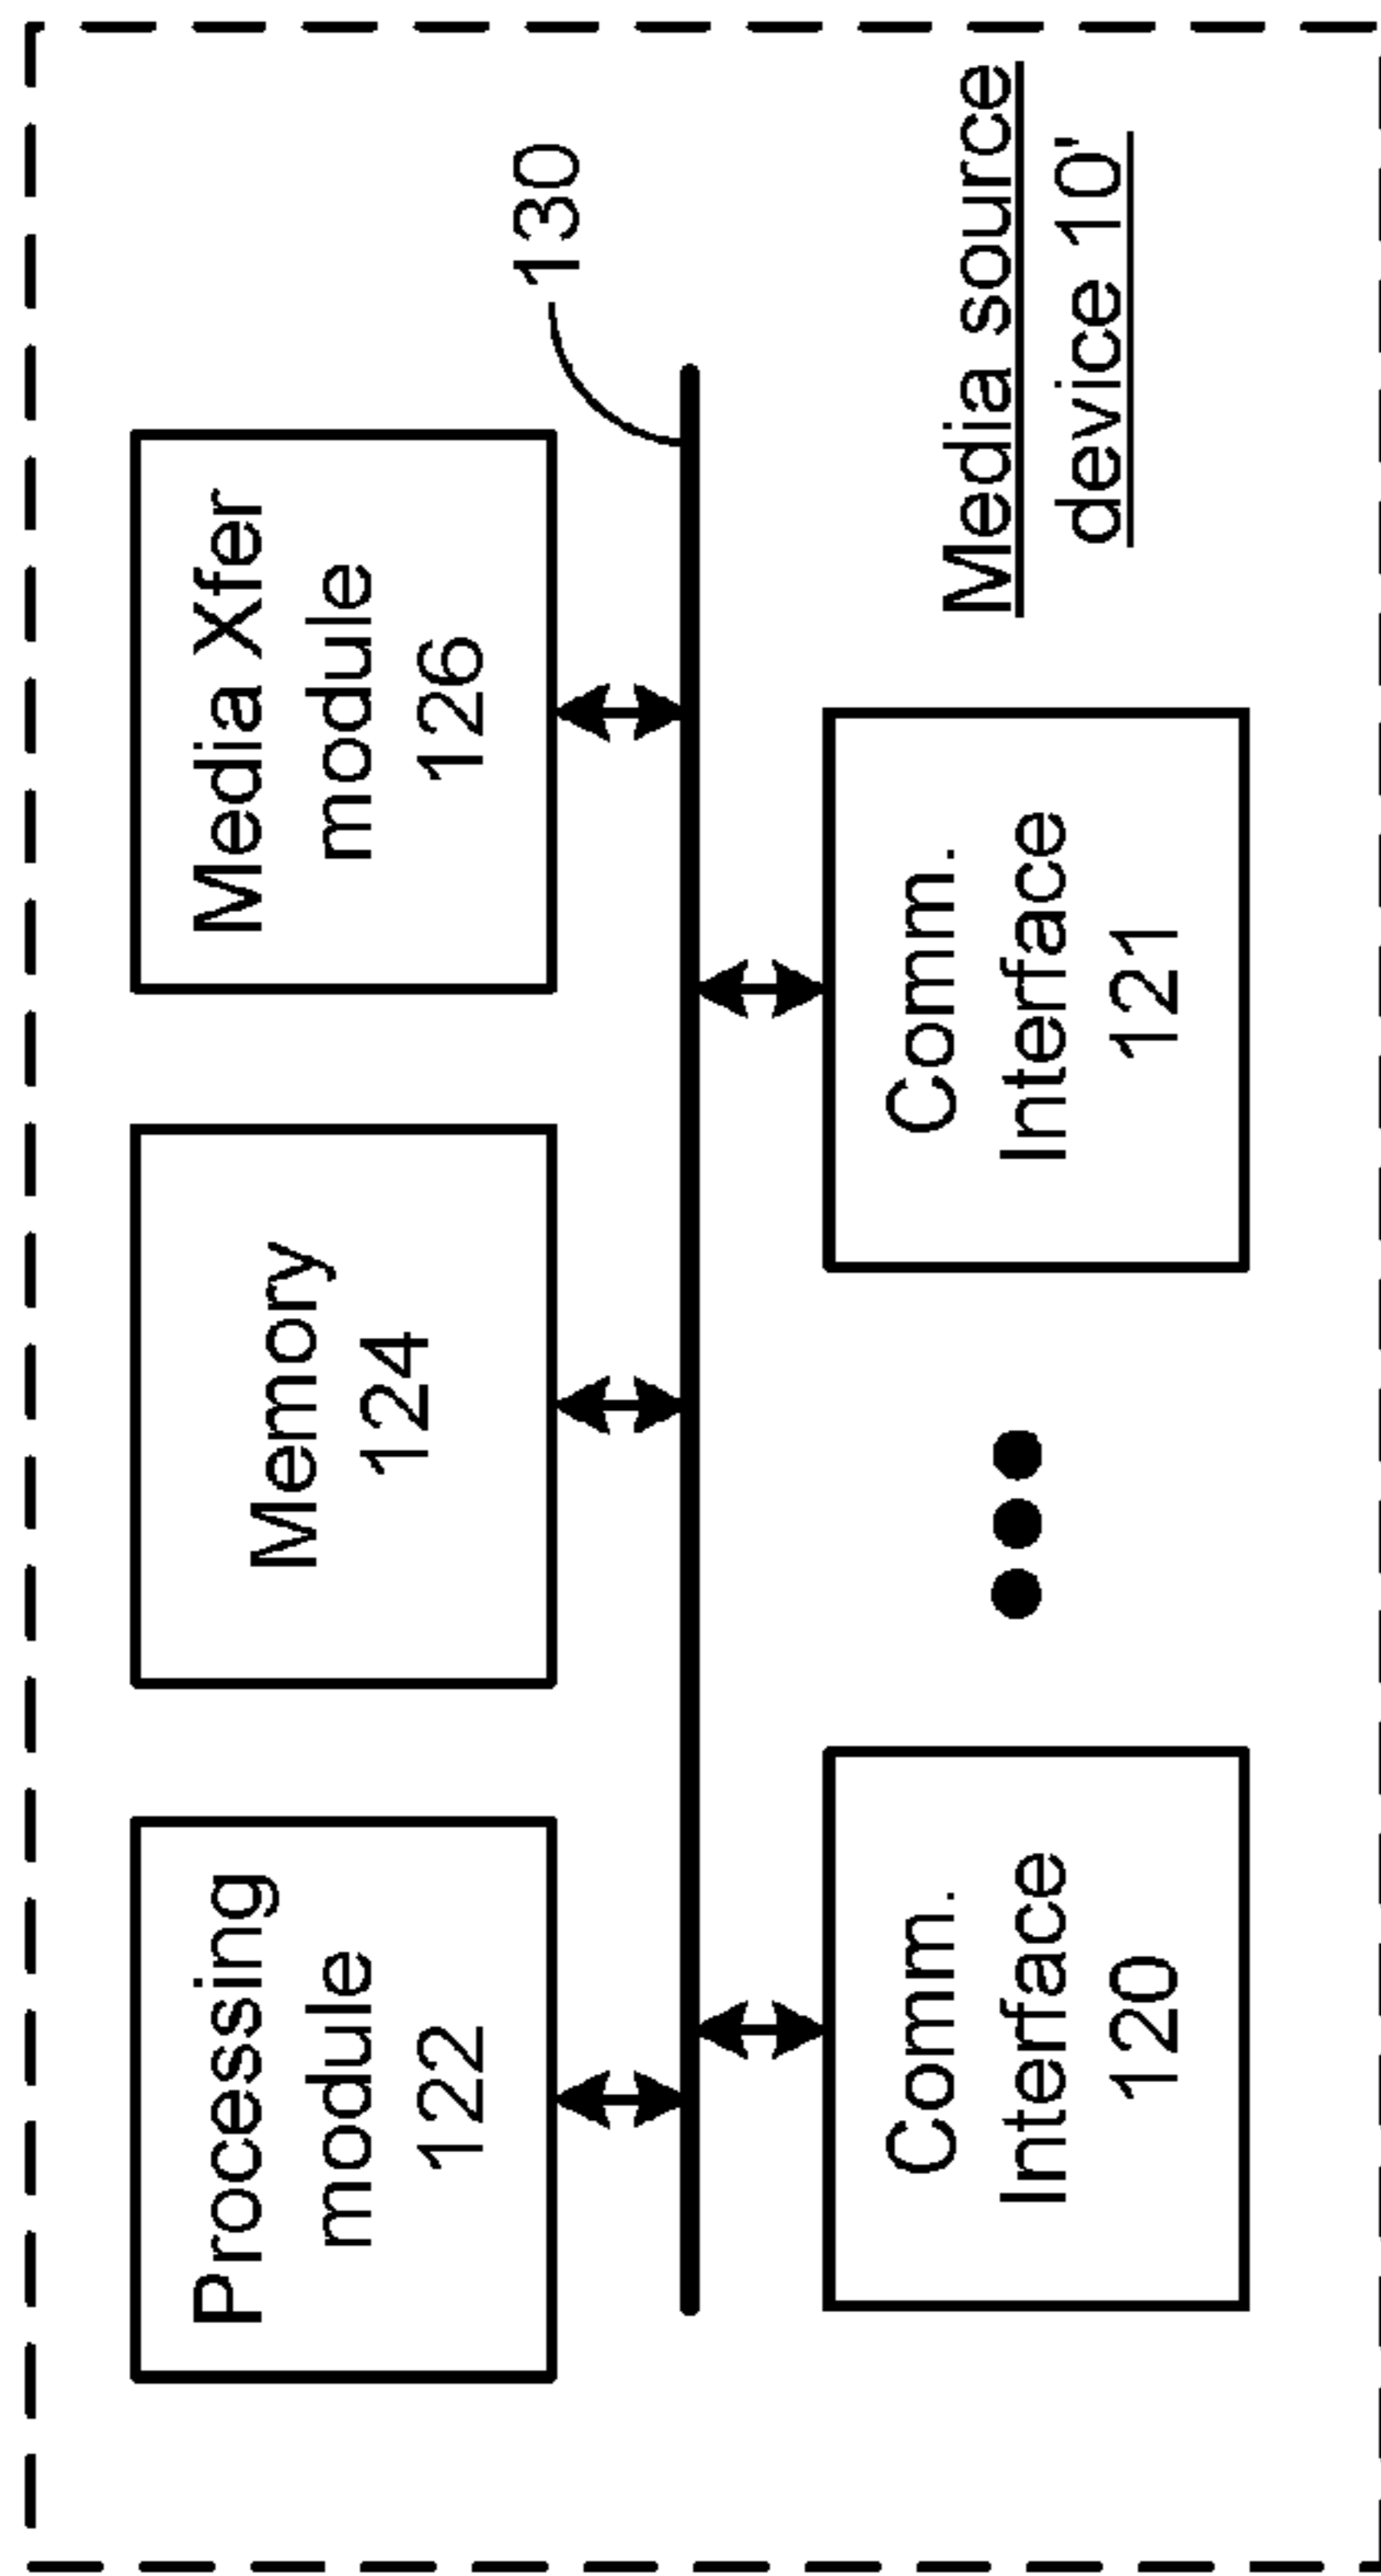 Processing
module
122
Memory
124
Media Xfer
module
126
130
Comm.
Interface
120
Comm.
Interface
121
Media source
device 10'